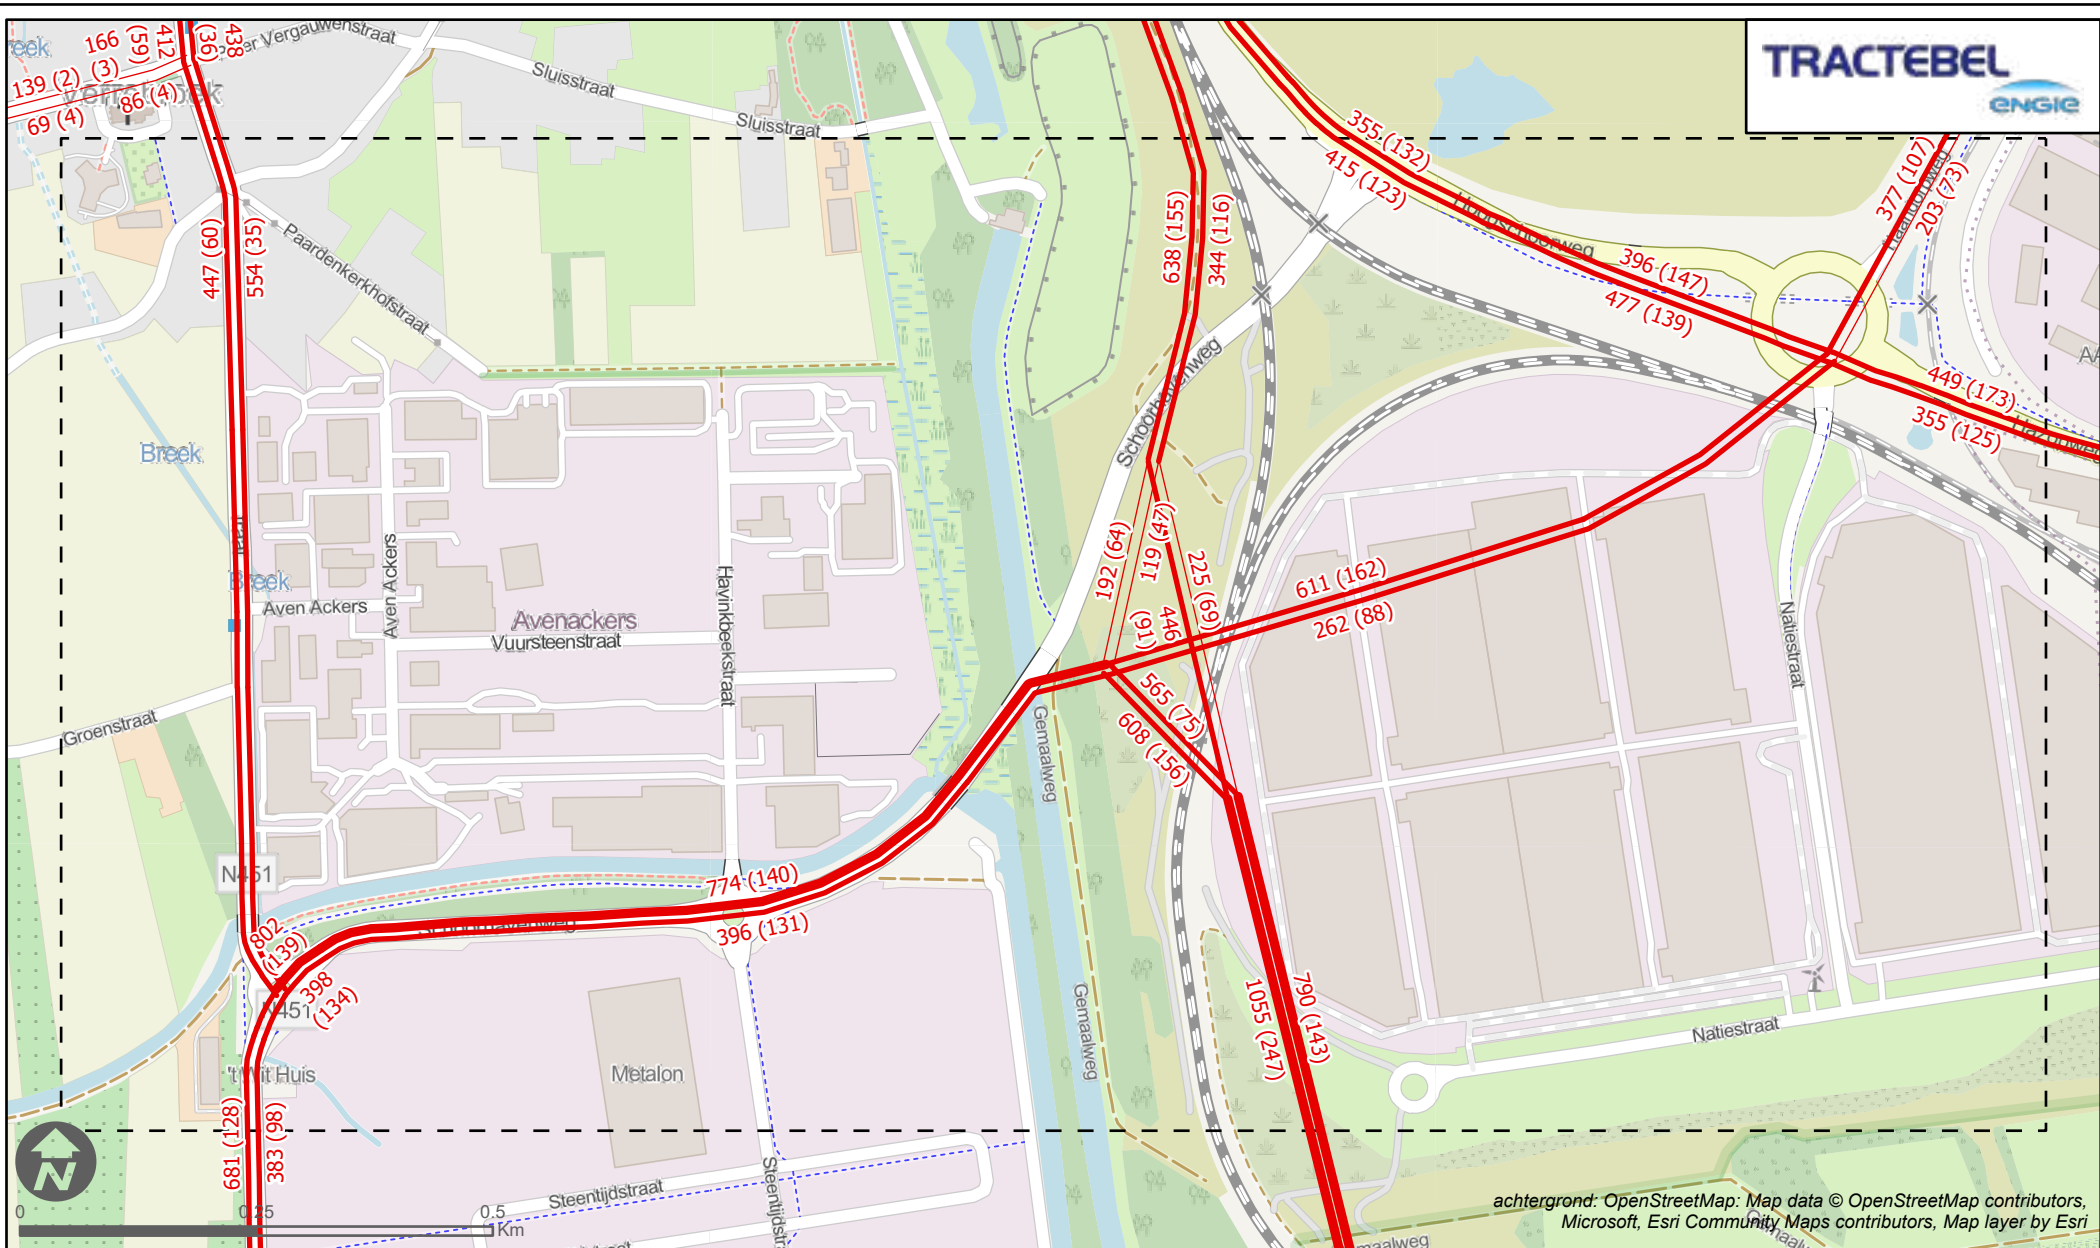 TRACTEBEL
ENGIE
Sluisstraat
Sluisstraat
166
(59)
412
(36)
438
139 (2)
(3)
86 (4)
69 (4)
447 (60)
554 (35)
Paardenkerkhofstraat
638 (155)
344 (116)
355 (132)
415 (123)
Hoogschoorweg
396 (147)
477 (139)
377 (107)
203 (73)
449 (173)
355 (125)
Schoorhavenweg
Breek
Breek
Aven Ackers
Aven Ackers
Avenackers
Vuursteenstraat
Havinkbeekstraat
192 (64)
119 (47)
225 (69)
446
(91)
611 (162)
262 (88)
565 (75)
608 (156)
Natiestraat
Groenstraat
Gemaalweg
N451
774 (140)
396 (131)
Schoorhavenweg
802
(139)
398
(134)
N451
't Wit Huis
Metalon
Gemaalweg
1055 (247)
790 (143)
Natiestraat
681 (128)
383 (98)
Steentijdstraat
N
0
0.25
0.5
Km
achtergrond: OpenStreetMap: Map data © OpenStreetMap contributors,
Microsoft, Esri Community Maps contributors, Map layer by Esri